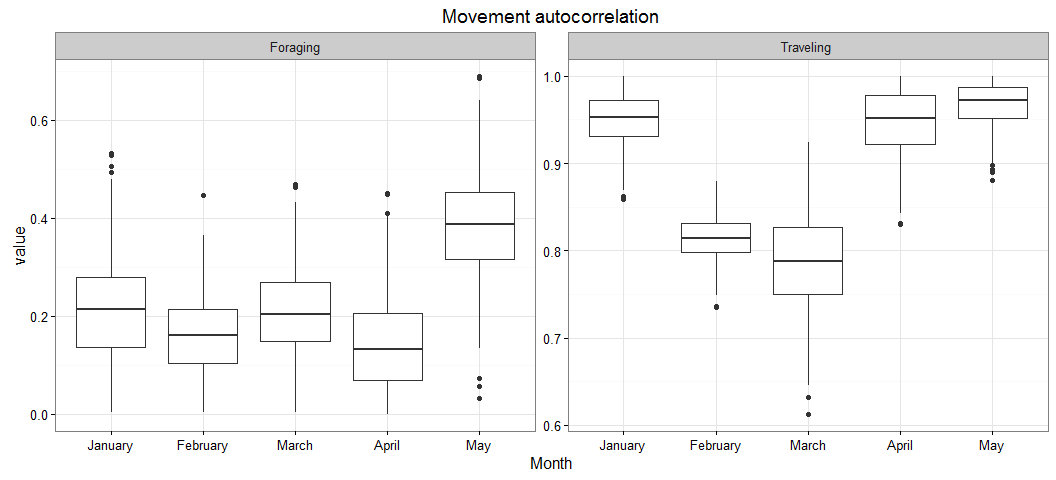 Movement autocorrelation
Foraging
Traveling
value
0.6
0.4
0.2
0.0
1.0
0.9
0.8
0.7
0.6
January February March April May
January February March April May
Month